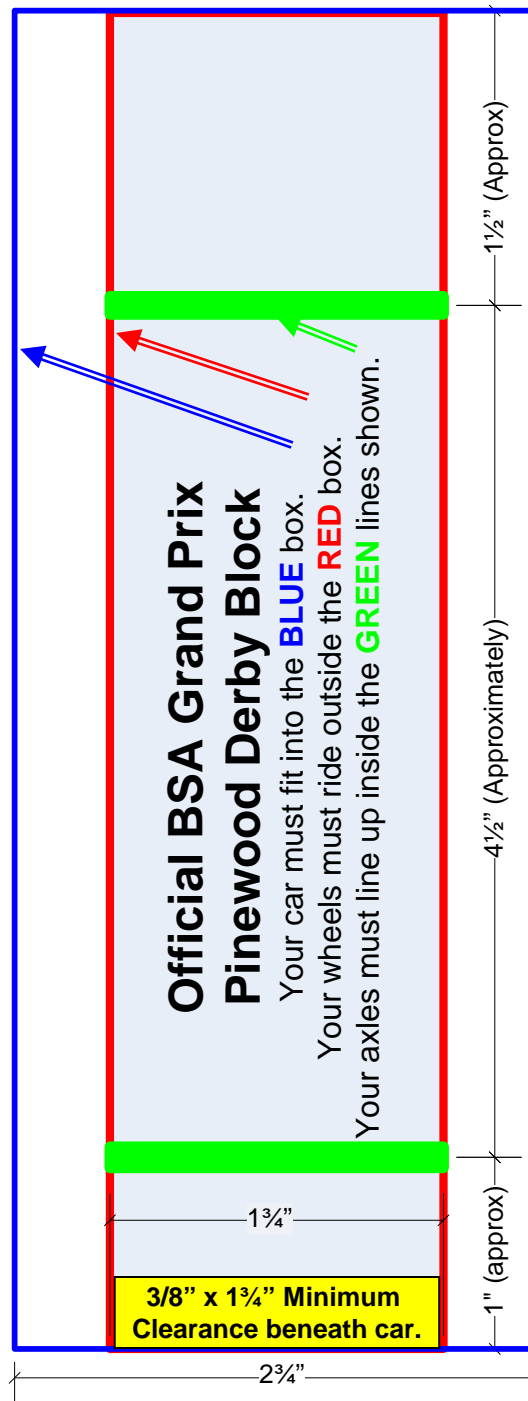 Official BSA Grand Prix
Pinewood Derby Block
Your car must fit into the BLUE box.
Your wheels must ride outside the RED box.
Your axles must line up inside the GREEN lines shown.
1½” (Approx)
4½” (Approximately)
1" (approx)
1¾”
3/8” x 1¾” Minimum
Clearance beneath car.
2¾”